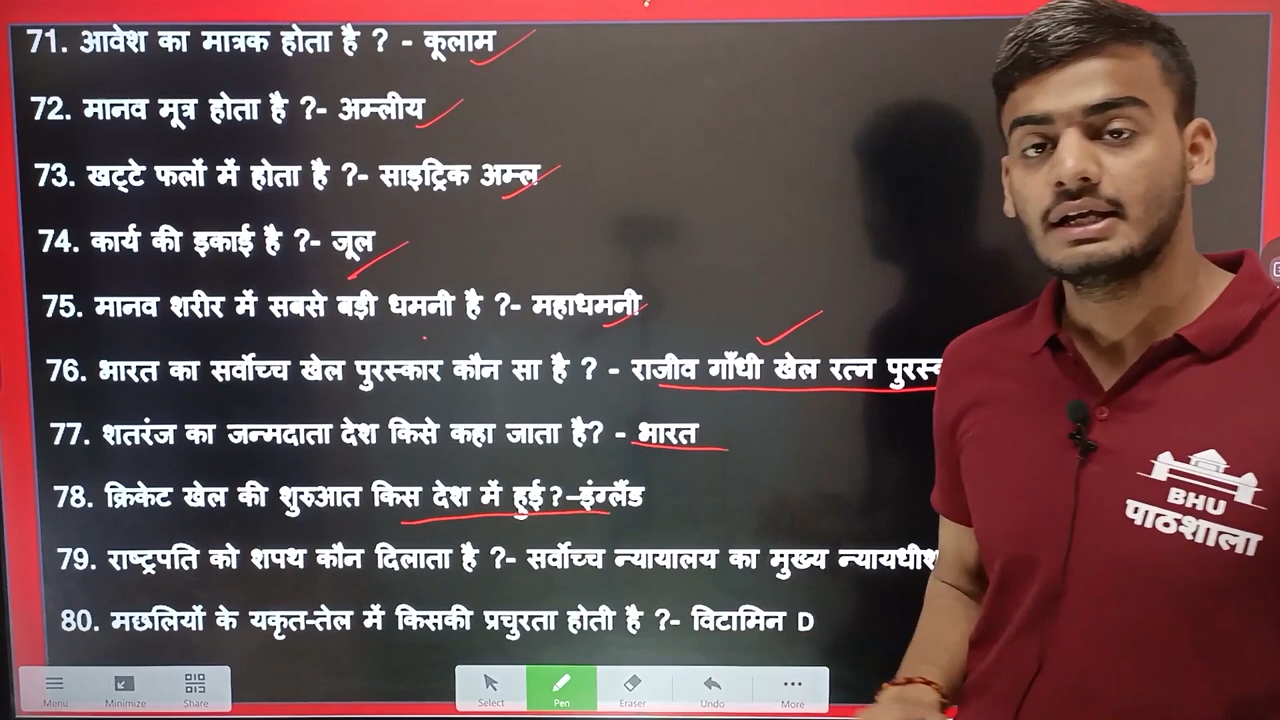 71. आवेश का मात्रक होता है ? - कूलाम
72. मानव मूत्र होता है ?- अम्लीय
73. खट्टे फलों में होता है ?- साइट्रिक अम्ल
74. कार्य की इकाई है ?- जूल
75. मानव शरीर में सबसे बड़ी धमनी है ?- महाधमनी
76. भारत का सर्वोच्च खेल पुरस्कार कौन सा है ? - राजीव गाँधी खेल रत्न
77. शतरंज का जन्मदाता देश किसे कहा जाता है? - भारत
78. क्रिकेट खेल की शुरुआत किस देश में हुई?–इंग्लैंड
79. राष्ट्रपति को शपथ कौन दिलाता है ?- सर्वोच्च न्यायालय का मुख्य न्यायधीश
80. मछलियों के यकृत-तेल में किसकी प्रचुरता होती है ?- विटामिन D
BHU
पाठशाला
Menu Minimize Share Select Pen Eraser Undo More